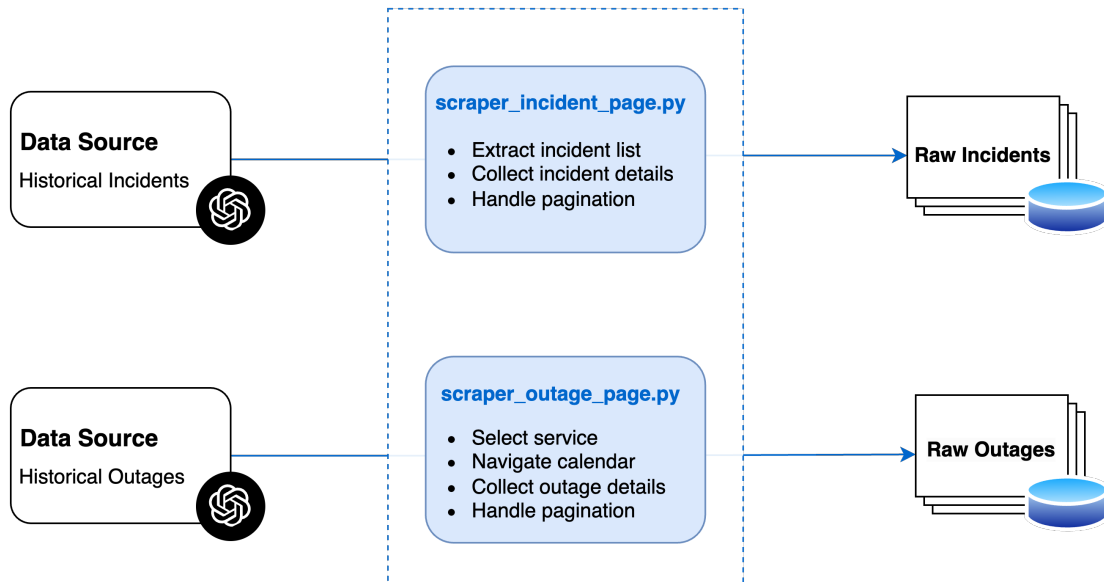 Data Source
Historical Incidents
scraper_incident_page.py
• Extract incident list
• Collect incident details
• Handle pagination
Raw Incidents
Data Source
Historical Outages
scraper_outage_page.py
• Select service
• Navigate calendar
• Collect outage details
• Handle pagination
Raw Outages